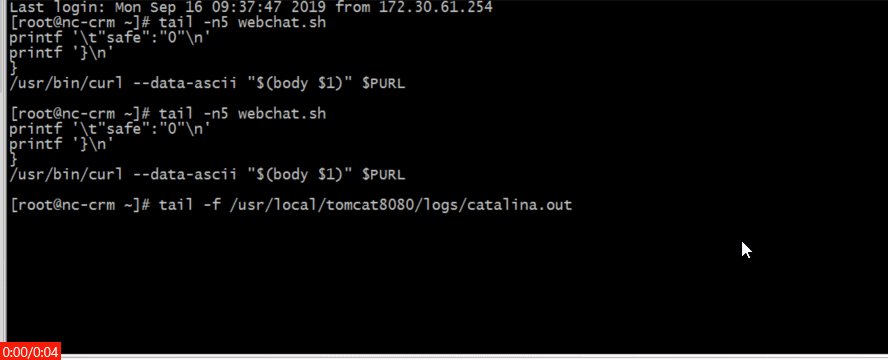 Last login: Mon Sep 16 09:37:47 2019 from 172.30.61.254
[root@nc-crm ~]# tail -n5 webchat.sh
printf '\t"safe":"0"\n'
printf '}\n'
}
/usr/bin/curl --data-ascii "$(body $1)" $PURL
[root@nc-crm ~]# tail -n5 webchat.sh
printf '\t"safe":"0"\n'
printf '}\n'
}
/usr/bin/curl --data-ascii "$(body $1)" $PURL
[root@nc-crm ~]# tail -f /usr/local/tomcat8080/logs/catalina.out
0:00/0:04